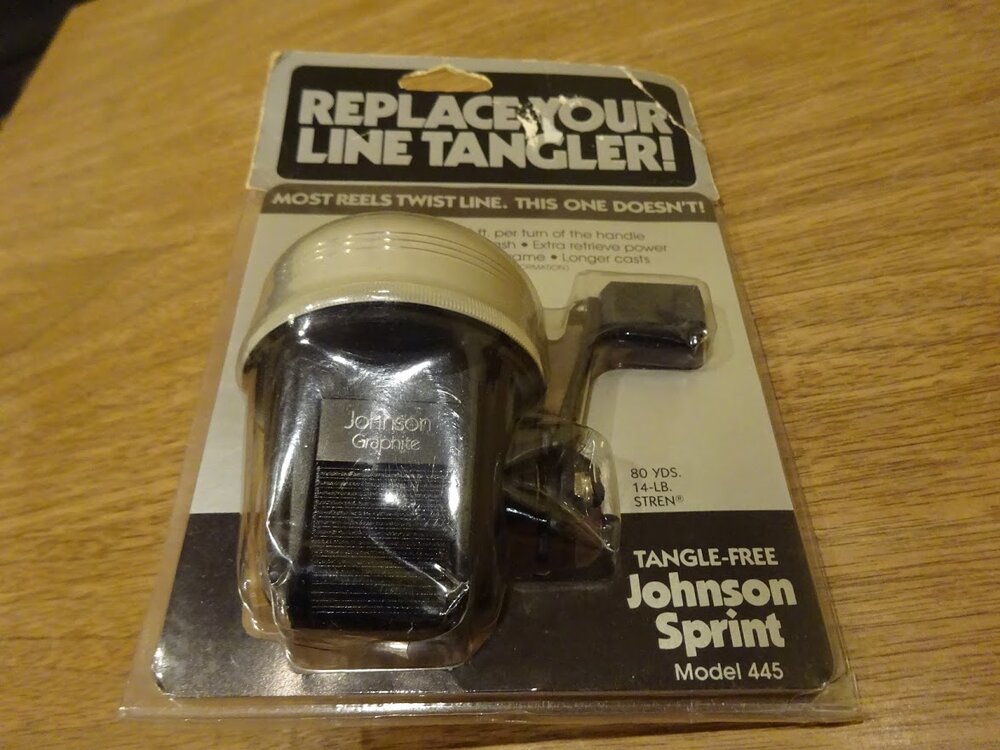 REPLACE YOUR
LINE TANGLER!
MOST REELS TWIST LINE. THIS ONE DOESN'T!
ft. per turn of the handle
• Extra retrieve power
• Longer casts
Johnson
Graphite
80 YDS.
14-LB.
STREN®
TANGLE-FREE
Johnson
Sprint
Model 445